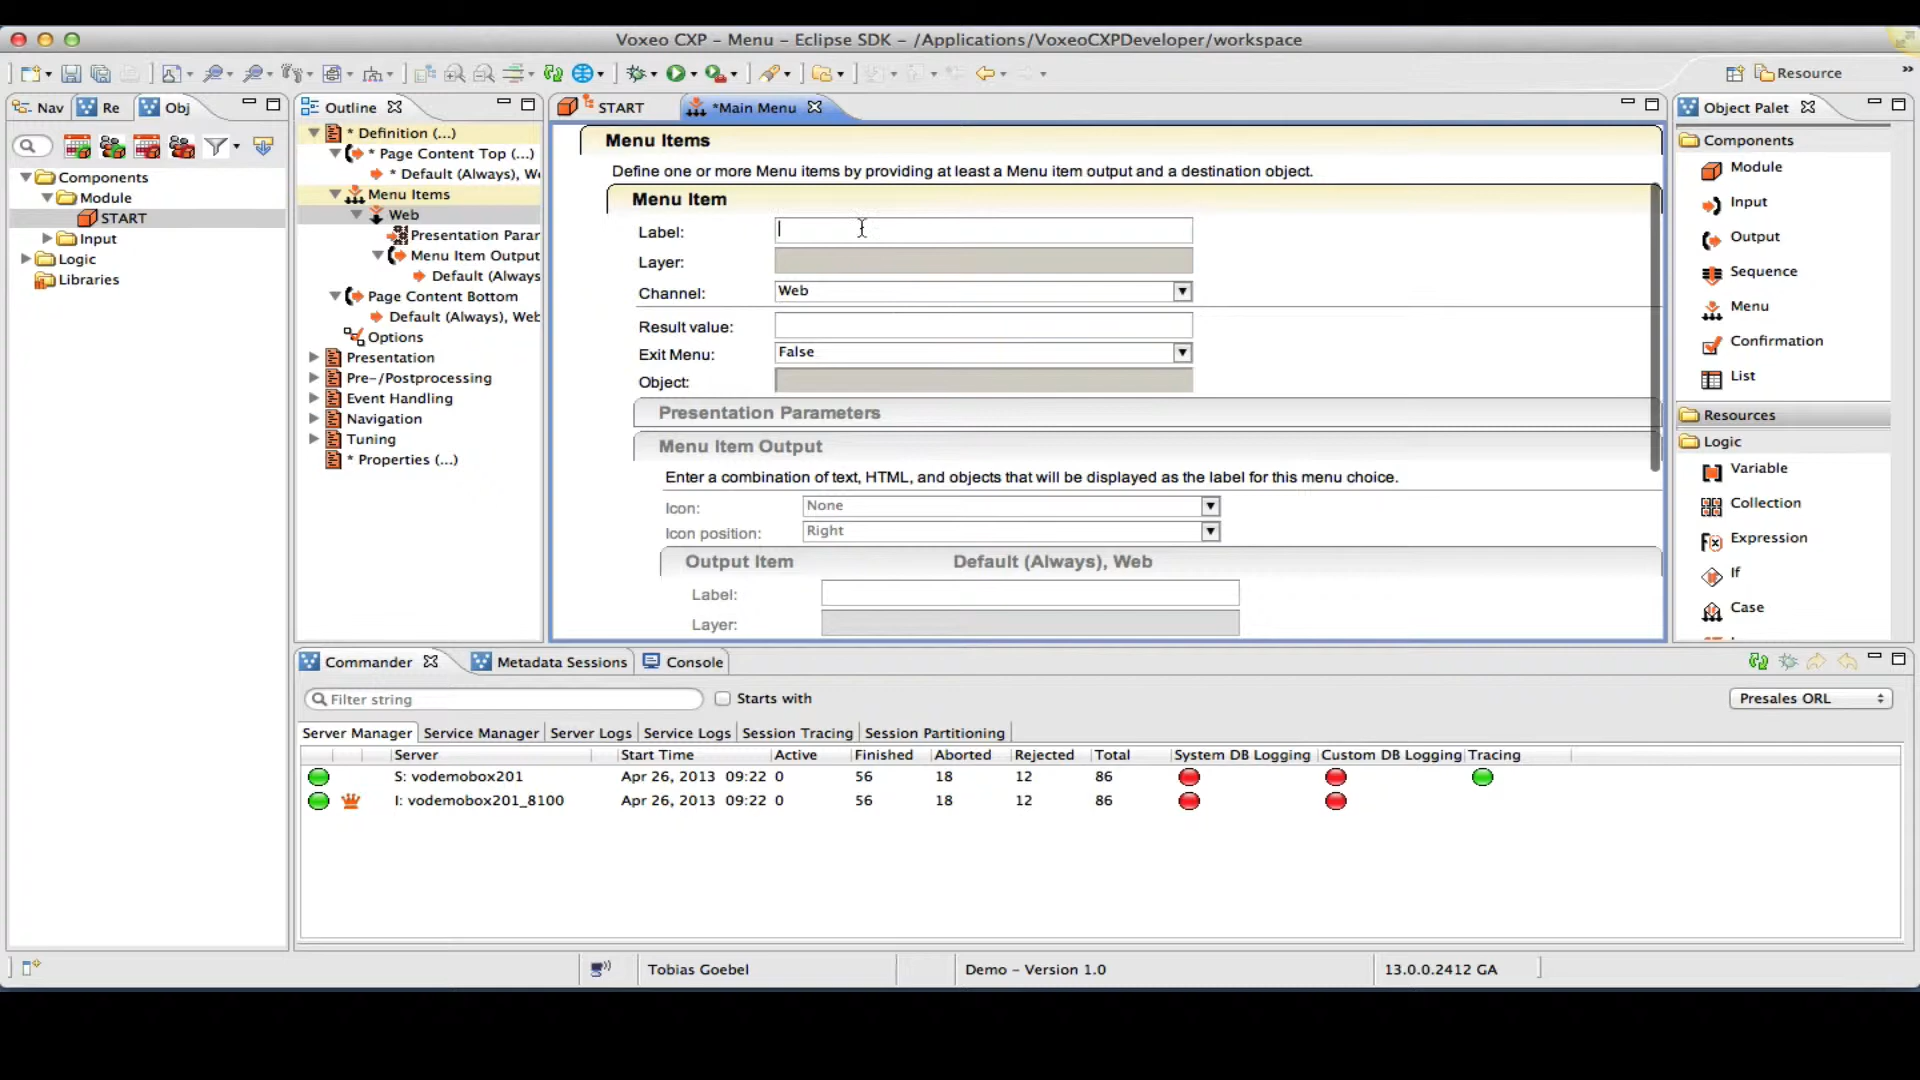 Voxeo CXP – Menu – Eclipse SDK – /Applications/VoxeoCXPDeveloper/workspace
Resource
Nav
Re
Obj
Components
Module
START
Input
Logic
Libraries
Outline
* Definition (...)
* Page Content Top (...)
* Default (Always), We
Menu Items
Web
Presentation Parar
Menu Item Output
Default (Always
Page Content Bottom
Default (Always), Web
Options
Presentation
Pre-/Postprocessing
Event Handling
Navigation
Tuning
* Properties (...)
START
*Main Menu
Menu Items
Define one or more Menu items by providing at least a Menu item output and a destination object.
Menu Item
Label:
Layer:
Channel: Web
Result value:
Exit Menu: False
Object:
Presentation Parameters
Menu Item Output
Enter a combination of text, HTML, and objects that will be displayed as the label for this menu choice.
Icon: None
Icon position: Right
Output Item Default (Always), Web
Label:
Layer:
Object Palet
Components
Module
Input
Output
Sequence
Menu
Confirmation
List
Resources
Logic
Variable
Collection
Expression
If
Case
Commander Metadata Sessions Console
Filter string Starts with Presales ORL
Server Manager Service Manager Server Logs Service Logs Session Tracing Session Partitioning
Server Start Time Active Finished Aborted Rejected Total System DB Logging Custom DB Logging Tracing
S: vodemobox201 Apr 26, 2013 09:22 0 56 18 12 86
I: vodemobox201_8100 Apr 26, 2013 09:22 0 56 18 12 86
Tobias Goebel Demo – Version 1.0 13.0.0.2412 GA